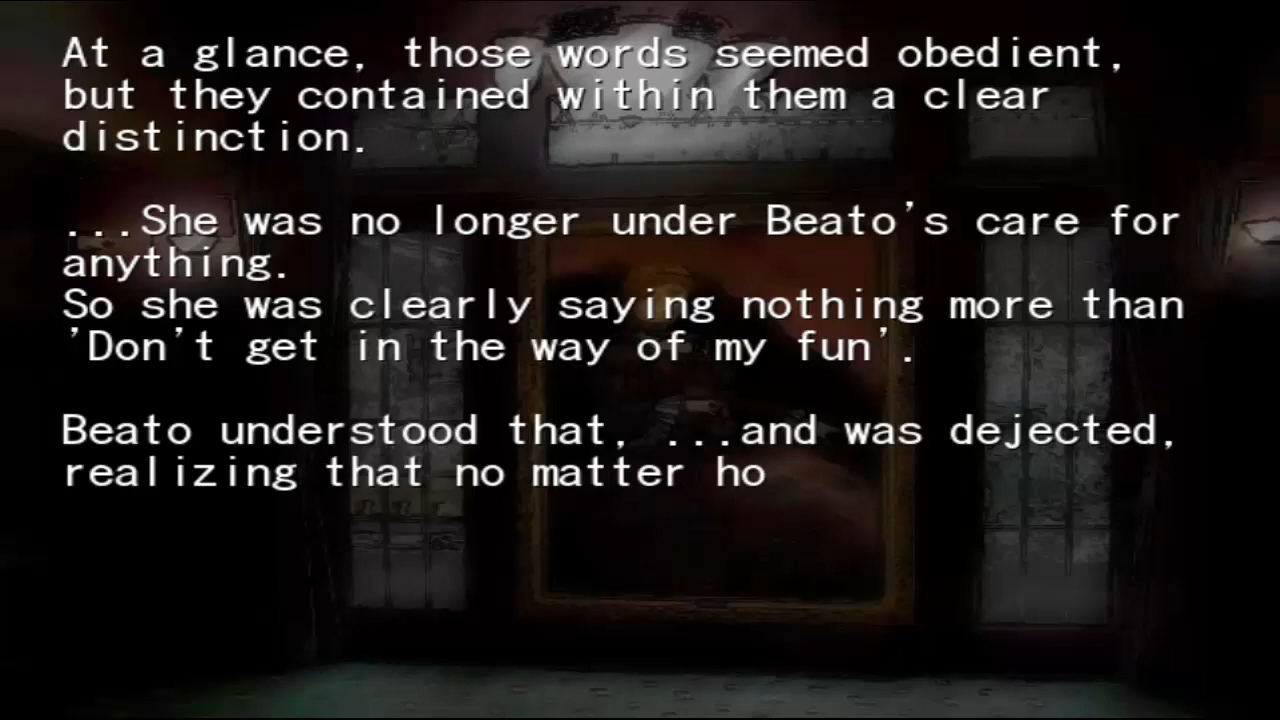 At a glance, those words seemed obedient,
but they contained within them a clear
distinction.
...She was no longer under Beato's care for
anything.
So she was clearly saying nothing more than
'Don't get in the way of my fun'.
Beato understood that, ...and was dejected,
realizing that no matter ho